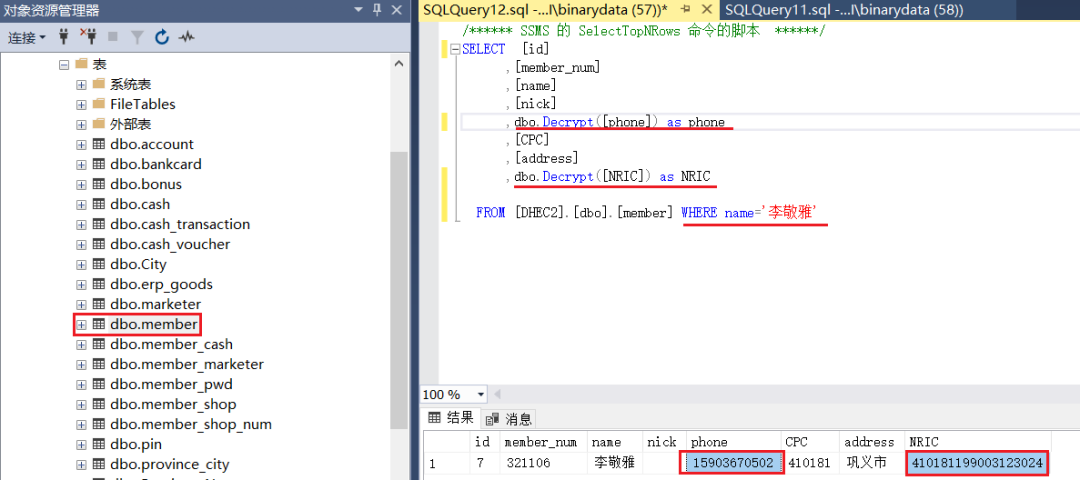 对象资源管理器
连接
表
系统表
FileTables
外部表
dbo.account
dbo.bankcard
dbo.bonus
dbo.cash
dbo.cash_transaction
dbo.cash_voucher
dbo.City
dbo.erp_goods
dbo.marketer
dbo.member
dbo.member_cash
dbo.member_marketer
dbo.member_pwd
dbo.member_shop
dbo.member_shop_num
dbo.pin
dbo.province_city
SQLQuery12.sql -...l\binarydata (57))* SQLQuery11.sql -...l\binarydata (58))
/****** SSMS 的 SelectTopNRows 命令的脚本 ******/
SELECT [id]
,[member_num]
,[name]
,[nick]
,dbo.Decrypt([phone]) as phone
,[CPC]
,[address]
,dbo.Decrypt([NRIC]) as NRIC
FROM [DHEC2].[dbo].[member] WHERE name='李敬雅'
100 %
结果 消息
id member_num name nick phone CPC address NRIC
1 7 321106 李敬雅 15903670502 410181 巩义市 410181199003123024